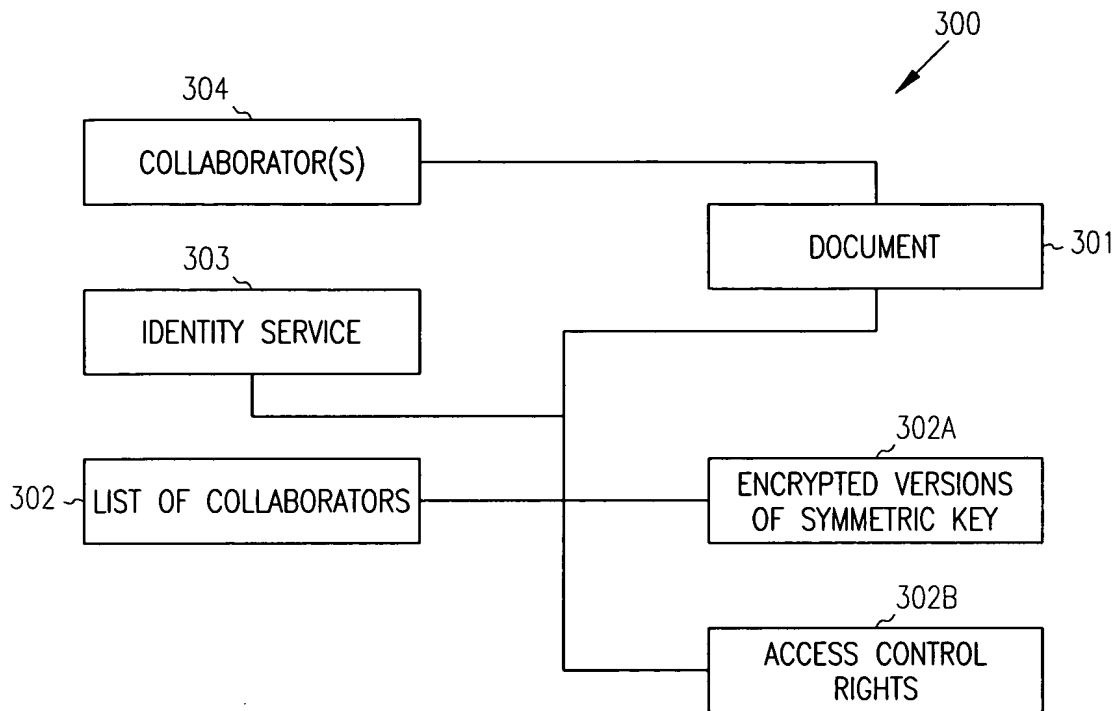 300
304
COLLABORATOR(S)
DOCUMENT
301
303
IDENTITY SERVICE
302
LIST OF COLLABORATORS
302A
ENCRYPTED VERSIONS
OF SYMMETRIC KEY
302B
ACCESS CONTROL
RIGHTS